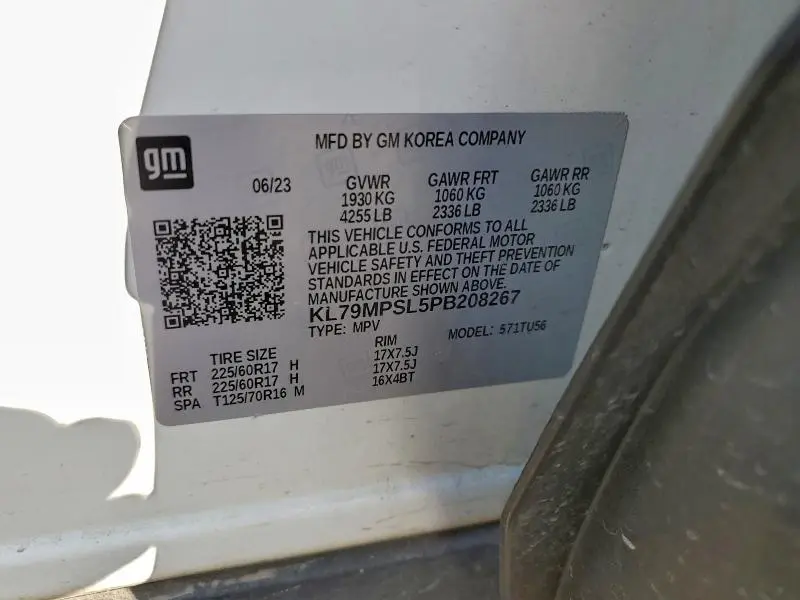 gm
MFD BY GM KOREA COMPANY
06/23
GVWR GAWR FRT GAWR RR
1930 KG 1060 KG 1060 KG
4255 LB 2336 LB 2336 LB
THIS VEHICLE CONFORMS TO ALL
APPLICABLE U.S. FEDERAL MOTOR
VEHICLE SAFETY AND THEFT PREVENTION
STANDARDS IN EFFECT ON THE DATE OF
MANUFACTURE SHOWN ABOVE.
KL79MPSL5PB208267
TYPE: MPV MODEL: 571TU56
TIRE SIZE RIM
FRT 225/60R17 H 17X7.5J
RR 225/60R17 H 17X7.5J
SPA T125/70R16 M 16X4BT